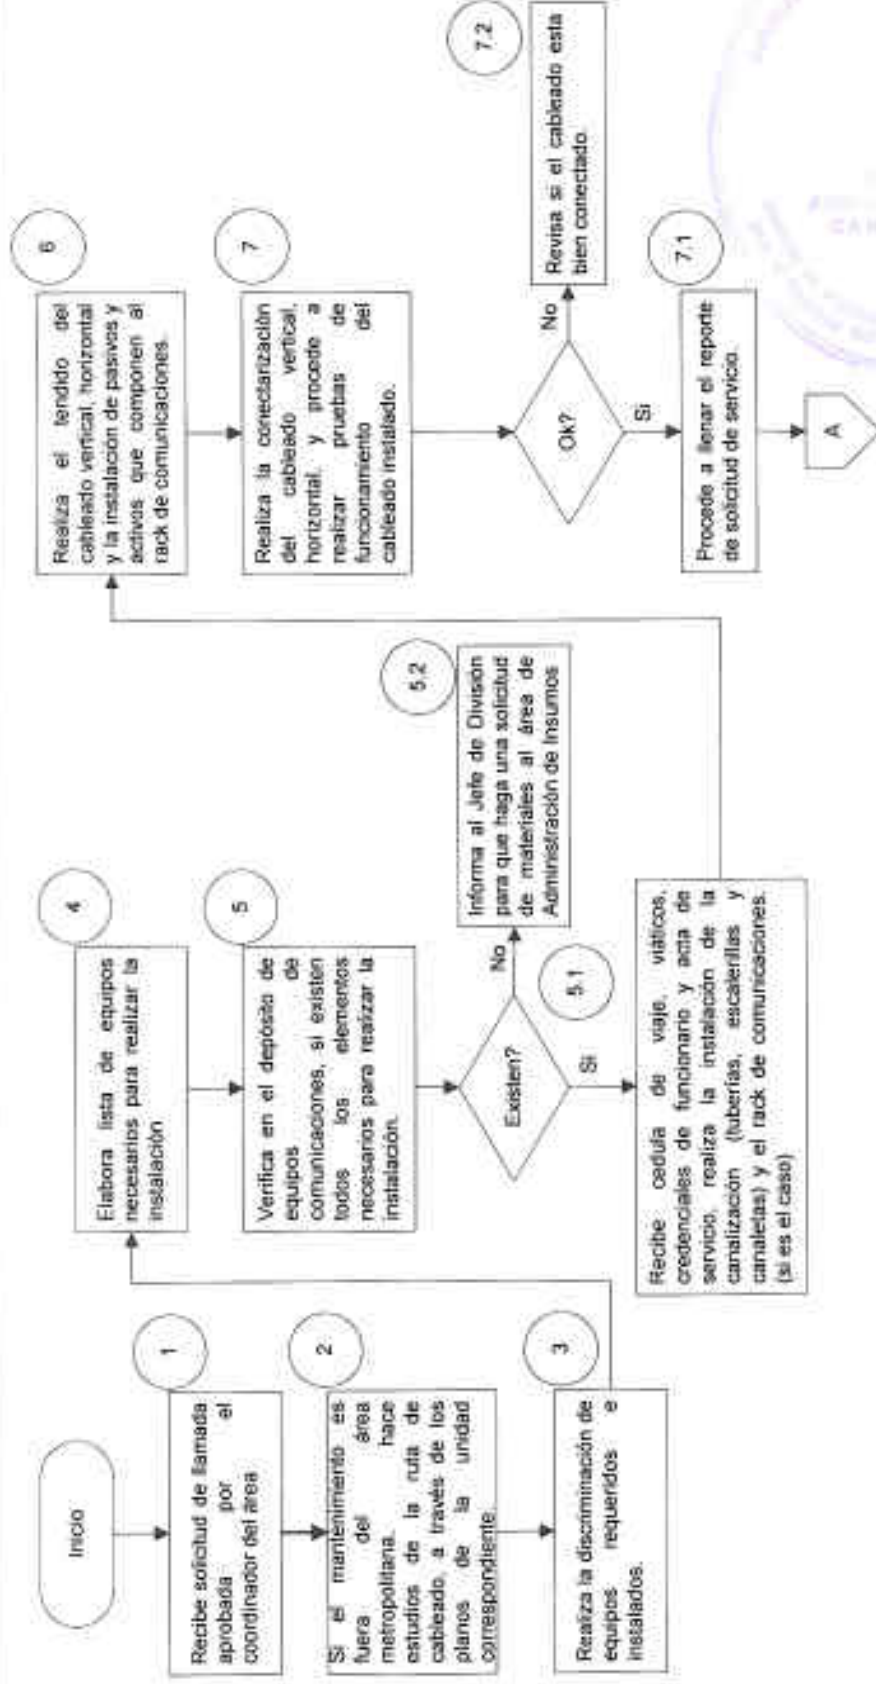 Inicio
1
Recibe solicitud de llamada
aprobada por el
coordinador del área
2
Si el mantenimiento es
fuera del área
metropolitana, hace
estudios de la ruta de
cableado, a través de los
planos de la unidad
correspondiente.
3
Realiza la discriminación de
equipos requeridos e
instalados.
4
Elabora lista de equipos
necesarios para realizar la
instalación
5
Verifica en el depósito de
equipos de
comunicaciones, si existen
todos los elementos
necesarios para realizar la
instalación.
Existen?
No
5.1
Si
5.2
Informa al Jefe de División
para que haga una solicitud
de materiales al área de
Administración de Insumos
Recibe cedula de viaje, viáticos,
credenciales de funcionario y acta de
servicio, realiza la instalación de la
canalización (tuberías, escalerillas y
canaletas) y el rack de comunicaciones.
(si es el caso)
6
Realiza el tendido del
cableado vertical, horizontal
y la instalación de pasivos y
activos que componen al
rack de comunicaciones.
7
Realiza la conectarización
del cableado vertical,
horizontal, y procede a
realizar pruebas de
funcionamiento del
cableado instalado.
Ok?
No
Si
7.2
Revisa si el cableado esta
bien conectado.
7.1
Procede a llenar el reporte
de solicitud de servicio.
A